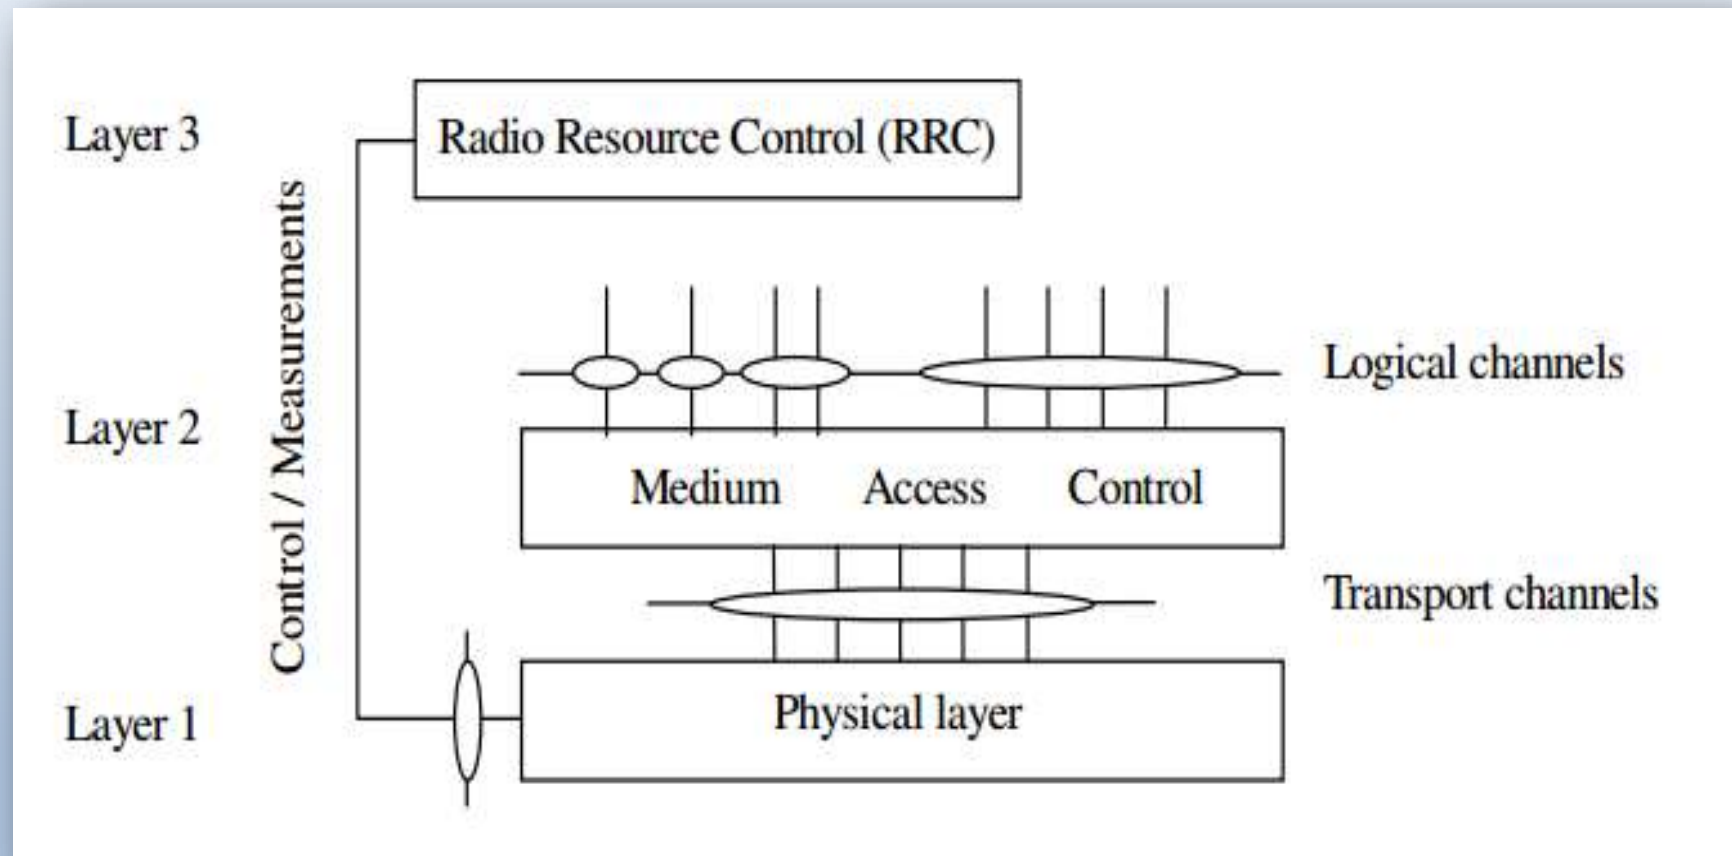 Layer 3
Radio Resource Control (RRC)
Control / Measurements
Logical channels
Layer 2
Medium Access Control
Transport channels
Layer 1
Physical layer